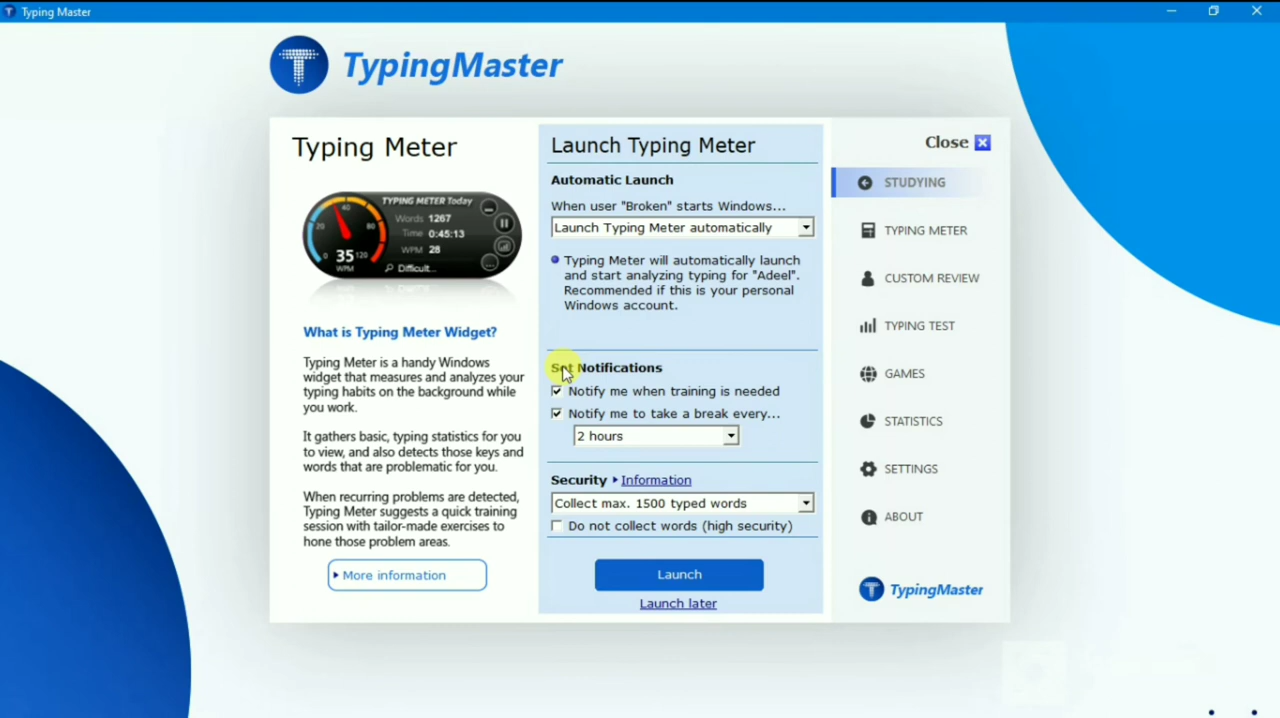 Typing Master
TypingMaster
Typing Meter
TYPING METER Today
Words 1267
Time 0:45:13
WPM 28
Difficult...
20
40
80
0
120
35
WPM
What is Typing Meter Widget?
Typing Meter is a handy Windows
widget that measures and analyzes your
typing habits on the background while
you work.
It gathers basic, typing statistics for you
to view, and also detects those keys and
words that are problematic for you.
When recurring problems are detected,
Typing Meter suggests a quick training
session with tailor-made exercises to
hone those problem areas.
More information
Launch Typing Meter
Automatic Launch
When user "Broken" starts Windows...
Launch Typing Meter automatically
Typing Meter will automatically launch
and start analyzing typing for "Adeel".
Recommended if this is your personal
Windows account.
Set Notifications
Notify me when training is needed
Notify me to take a break every...
2 hours
Security Information
Collect max. 1500 typed words
Do not collect words (high security)
Launch
Launch later
Close
STUDYING
TYPING METER
CUSTOM REVIEW
TYPING TEST
GAMES
STATISTICS
SETTINGS
ABOUT
TypingMaster